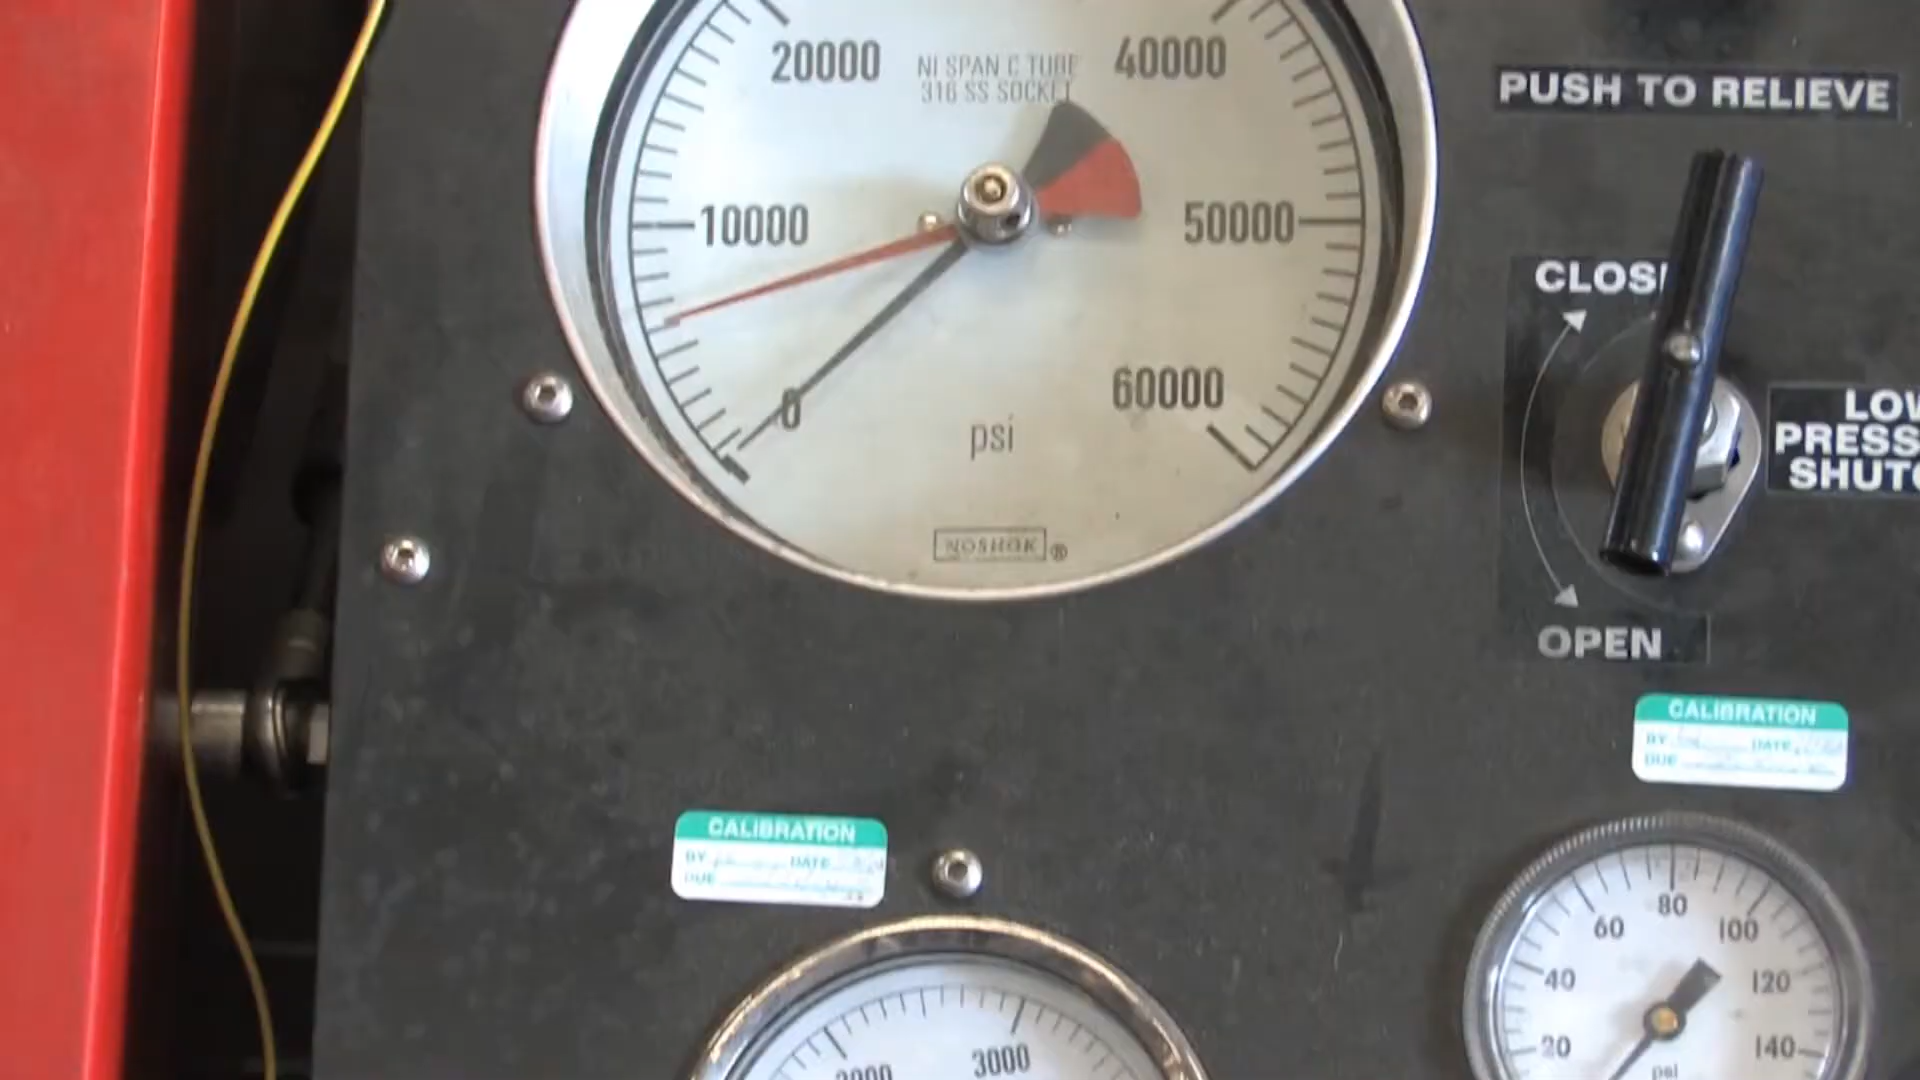 20000
40000
NI SPAN C TUBE
316 SS SOCKET
10000
50000
0
60000
psi
NOSHOK ®
PUSH TO RELIEVE
CLOS
LOW
PRESS
SHUTO
OPEN
CALIBRATION
BY DATE
DUE
CALIBRATION
BY DATE
DUE
3000
20
40
60
80
100
120
140
psi